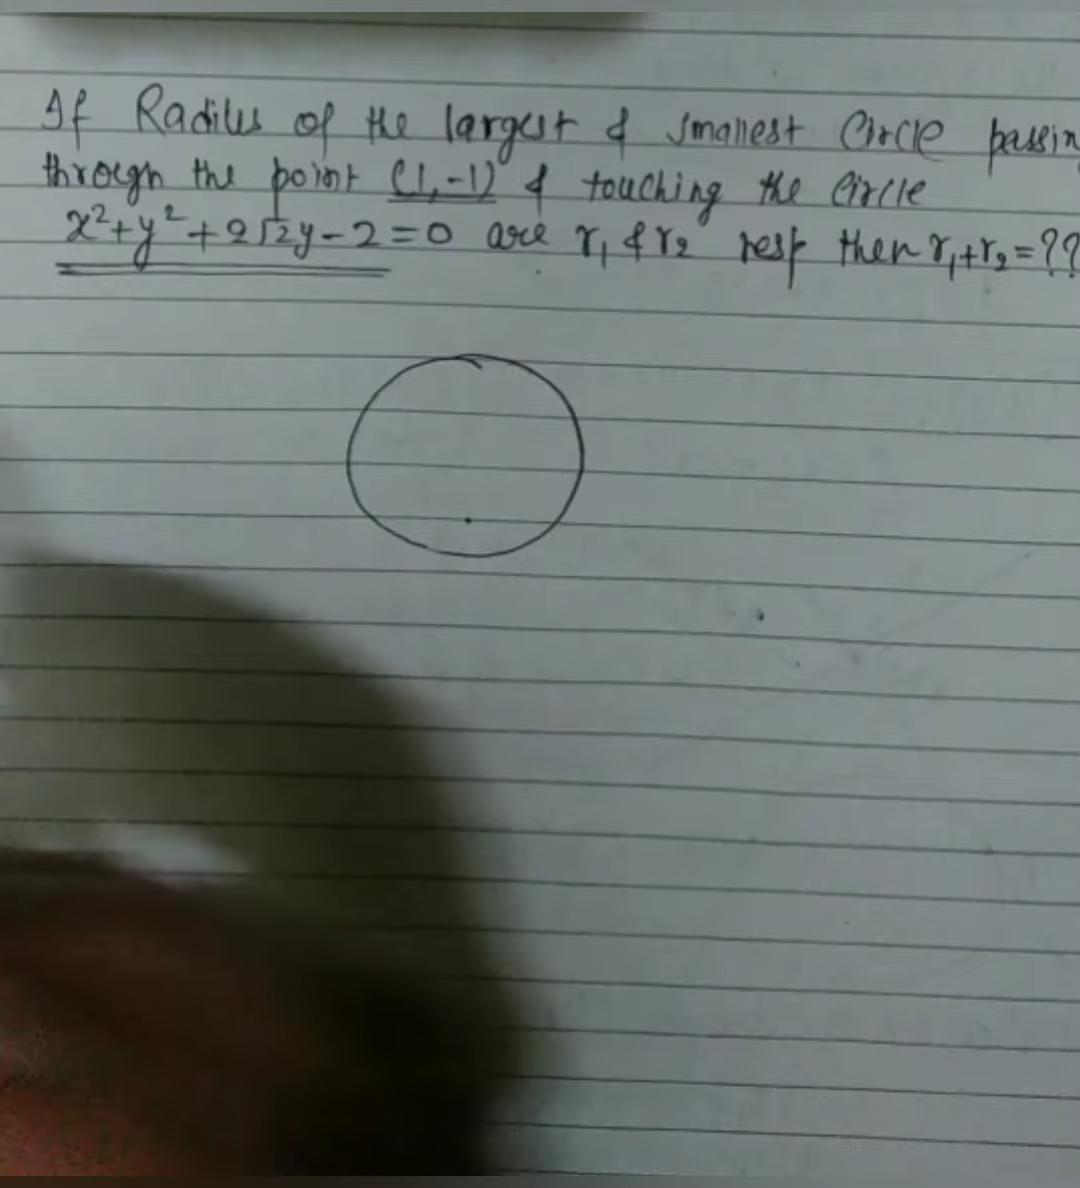 If Radius of the largest & smallest Circle passin
through the point (1,-1) & touching the Circle
x²+y²+2√2y-2=0 are r₁ & r₂ resp then r₁+r₂=??